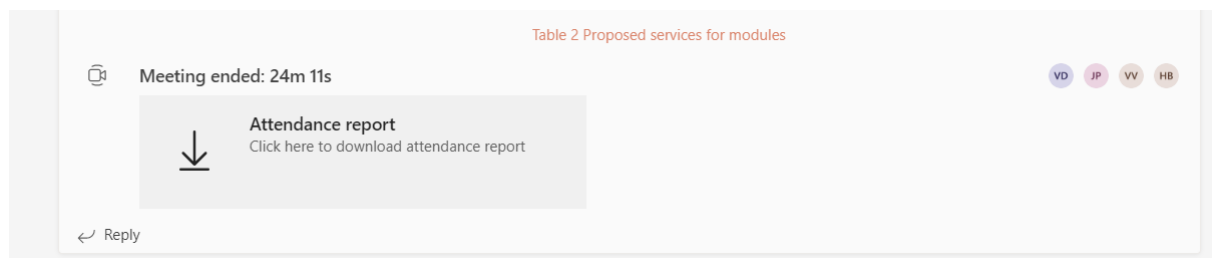 Table 2 Proposed services for modules
Meeting ended: 24m 11s
VD JP VV HB
Attendance report
Click here to download attendance report
Reply